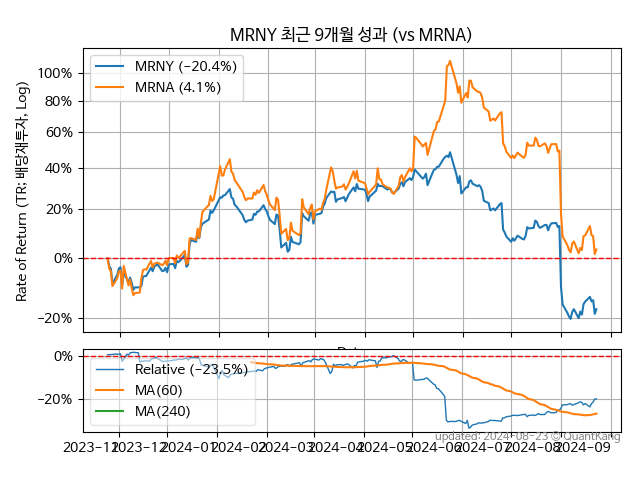 MRNY 최근 9개월 성과 (vs MRNA)
Rate of Return (TR: 배당재투자, Log)
100%
80%
60%
40%
20%
0%
−20%
MRNY (−20.4%)
MRNA (4.1%)
0%
−20%
Relative (−23.5%)
MA(60)
MA(240)
updated: 2024-08-23 © QuantKang
2023-11
2023-12
2024-01
2024-02
2024-03
2024-04
2024-05
2024-06
2024-07
2024-08
2024-09